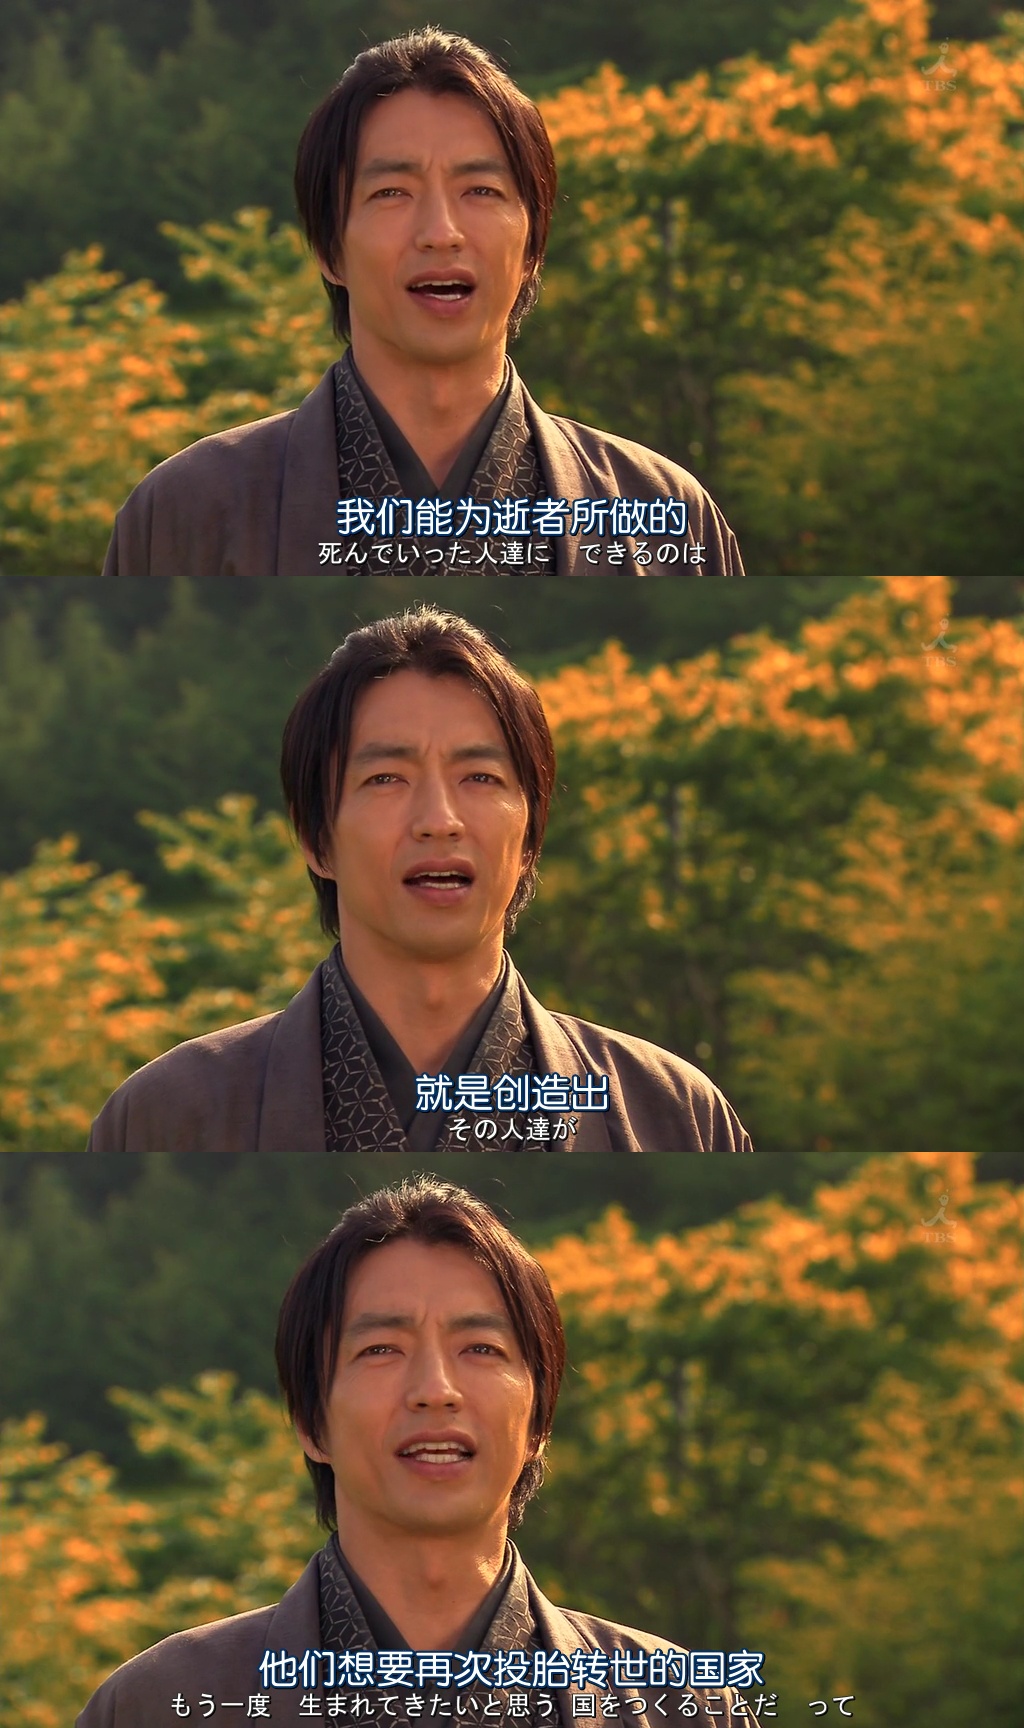 TBS
我们能为逝者所做的
死んでいった人達に　できるのは
TBS
就是创造出
その人達が
TBS
他们想要再次投胎转世的国家
もう一度　生まれてきたいと思う 国をつくることだ　って